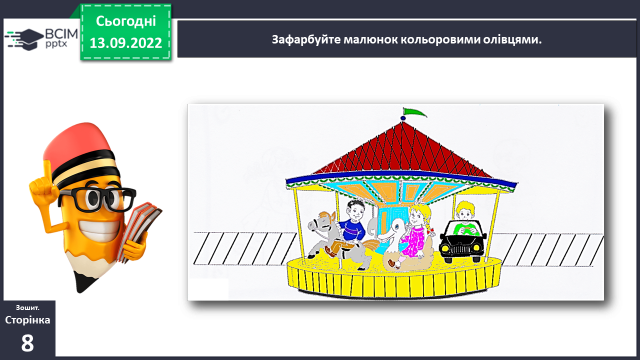 ВСІМ
pptx
Сьогодні
13.09.2022
Зафарбуйте малюнок кольоровими олівцями.
Зошит.
Сторінка
8